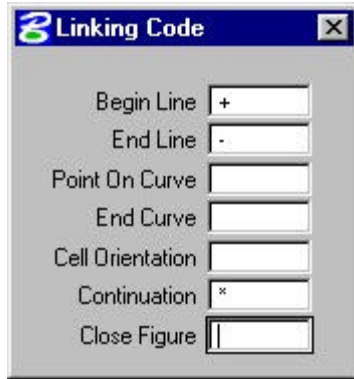 Linking Code
Begin Line +
End Line -
Point On Curve
End Curve
Cell Orientation
Continuation *
Close Figure